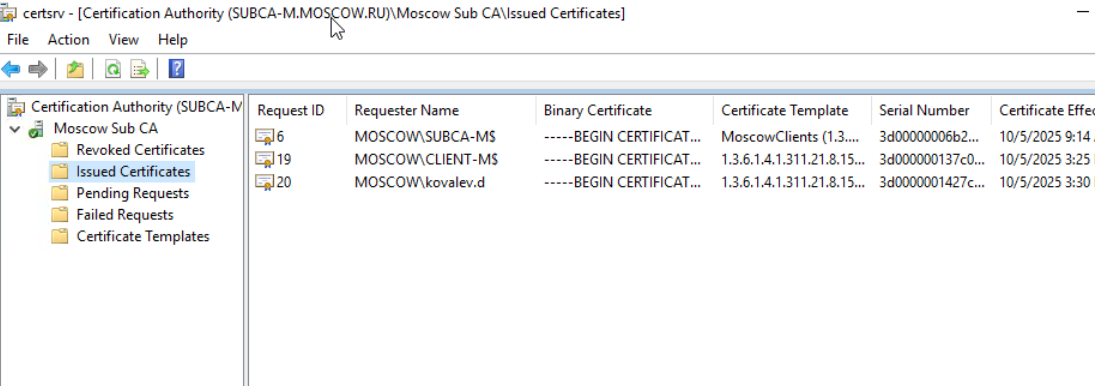 certsrv - [Certification Authority (SUBCA-M.MOSCOW.RU)\Moscow Sub CA\Issued Certificates]
File Action View Help
Certification Authority (SUBCA-M
Moscow Sub CA
Revoked Certificates
Issued Certificates
Pending Requests
Failed Requests
Certificate Templates
Request ID Requester Name Binary Certificate Certificate Template Serial Number Certificate Effec
6 MOSCOW\SUBCA-M$ -----BEGIN CERTIFICAT... MoscowClients (1.3.... 3d00000006b2... 10/5/2025 9:14
19 MOSCOW\CLIENT-M$ -----BEGIN CERTIFICAT... 1.3.6.1.4.1.311.21.8.15... 3d000000137c0... 10/5/2025 3:25
20 MOSCOW\kovalev.d -----BEGIN CERTIFICAT... 1.3.6.1.4.1.311.21.8.15... 3d0000001427c... 10/5/2025 3:30